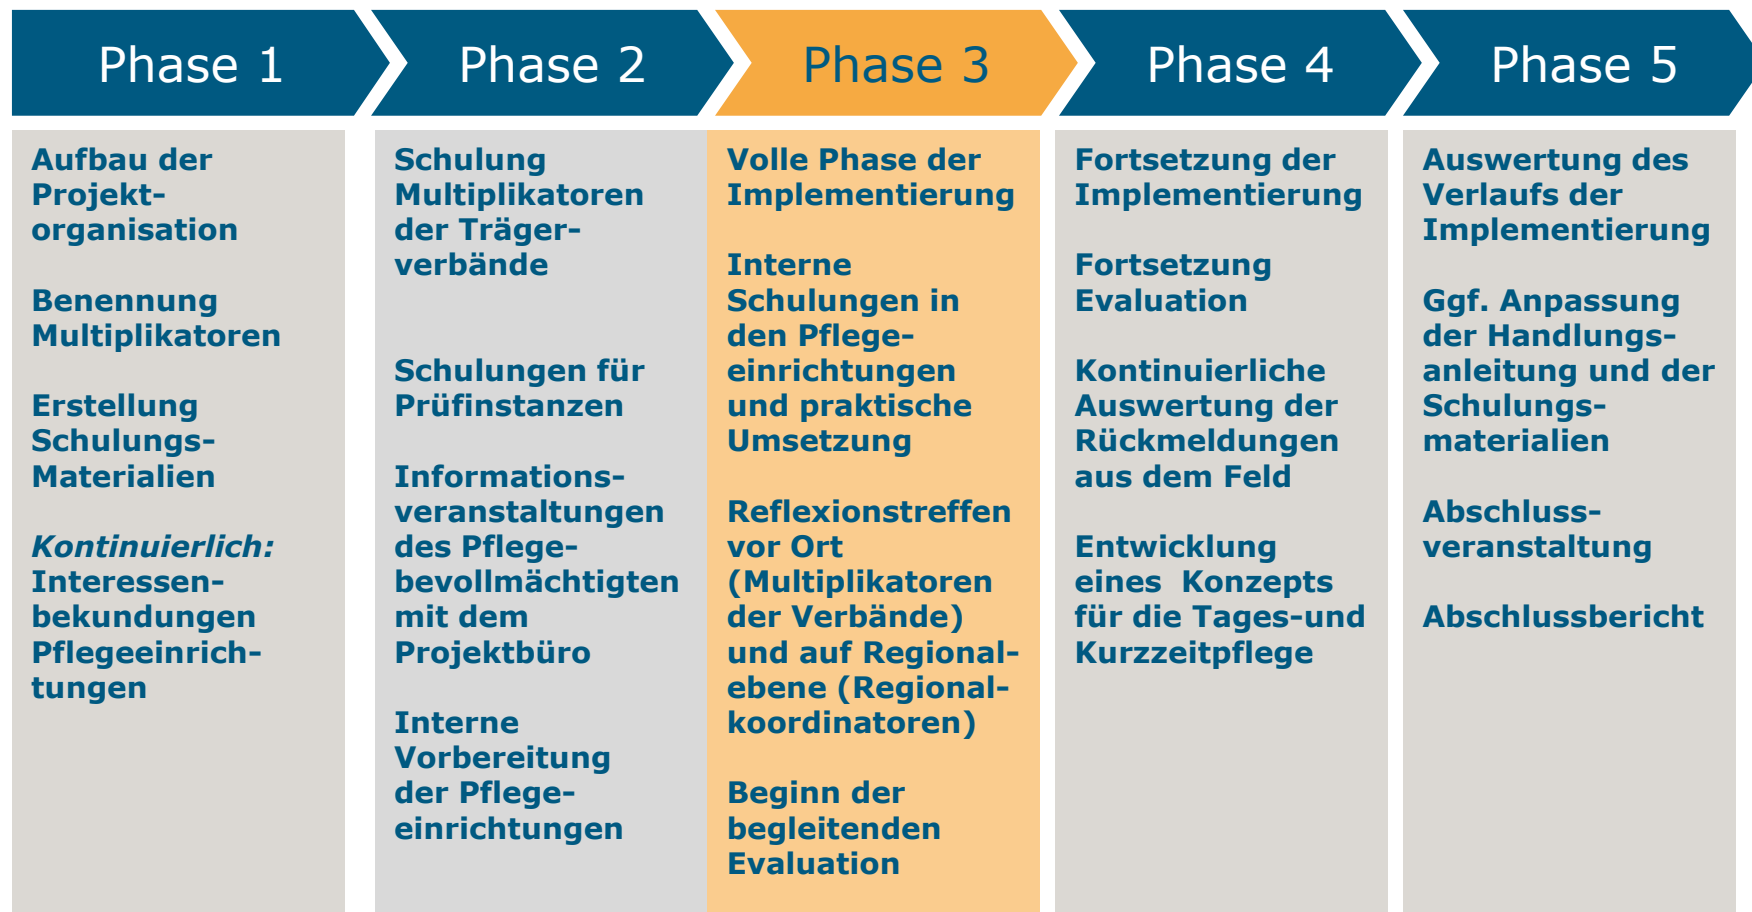 Phase 1
Phase 2
Phase 3
Phase 4
Phase 5
Aufbau der
Projekt-
organisation
Benennung
Multiplikatoren
Erstellung
Schulungs-
Materialien
Kontinuierlich:
Interessen-
bekundungen
Pflegeeinrich-
tungen
Schulung
Multiplikatoren
der Träger-
verbände
Schulungen für
Prüfinstanzen
Informations-
veranstaltungen
des Pflege-
bevollmächtigten
mit dem
Projektbüro
Interne
Vorbereitung
der Pflege-
einrichtungen
Volle Phase der
Implementierung
Interne
Schulungen in
den Pflege-
einrichtungen
und praktische
Umsetzung
Reflexionstreffen
vor Ort
(Multiplikatoren
der Verbände)
und auf Regional-
ebene (Regional-
koordinatoren)
Beginn der
begleitenden
Evaluation
Fortsetzung der
Implementierung
Fortsetzung
Evaluation
Kontinuierliche
Auswertung der
Rückmeldungen
aus dem Feld
Entwicklung
eines  Konzepts
für die Tages-und
Kurzzeitpflege
Auswertung des
Verlaufs der
Implementierung
Ggf. Anpassung
der Handlungs-
anleitung und der
Schulungs-
materialien
Abschluss-
veranstaltung
Abschlussbericht